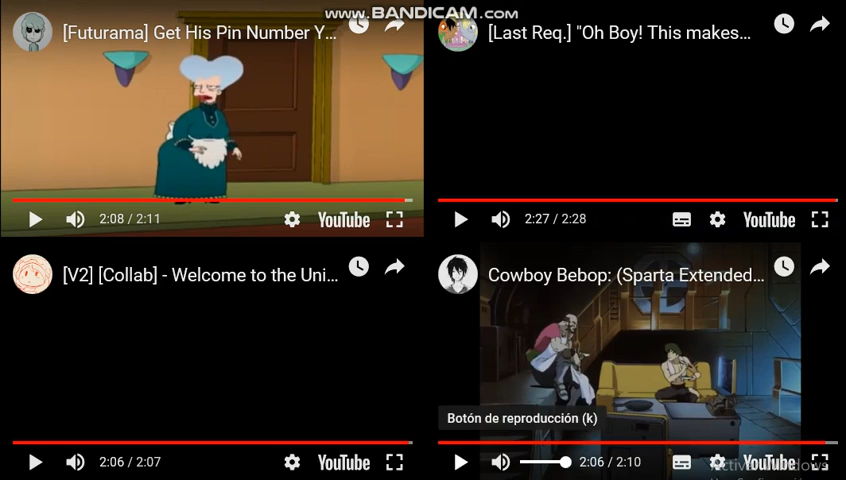 www.BANDICAM.com
[Futurama] Get His Pin Number Y...
[Last Req.] "Oh Boy! This makes...
2:08 / 2:11
YouTube
2:27 / 2:28
YouTube
[V2] [Collab] - Welcome to the Uni...
Cowboy Bebop: (Sparta Extended...
Botón de reproducción (k)
2:06 / 2:07
YouTube
2:06 / 2:10
YouTube